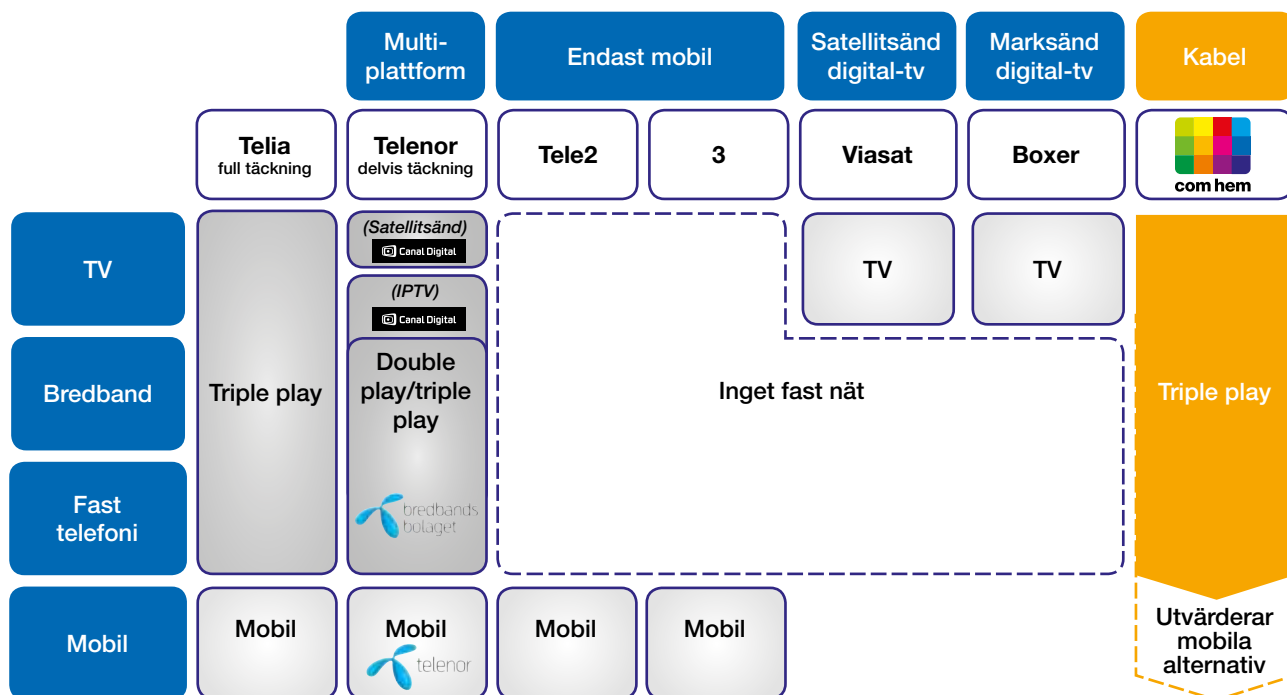 Multi-
plattform
Endast mobil
Satellitsänd
digital-tv
Marksänd
digital-tv
Kabel
Telia
full täckning
Telenor
delvis täckning
Tele2
3
Viasat
Boxer
com hem
TV
(Satellitsänd)
Canal Digital
(IPTV)
Canal Digital
TV
TV
Bredband
Triple play
Double
play/triple
play
Inget fast nät
Triple play
Fast
telefoni
bredbands
bolaget
Mobil
Mobil
Mobil
telenor
Mobil
Mobil
Utvärderar
mobila
alternativ